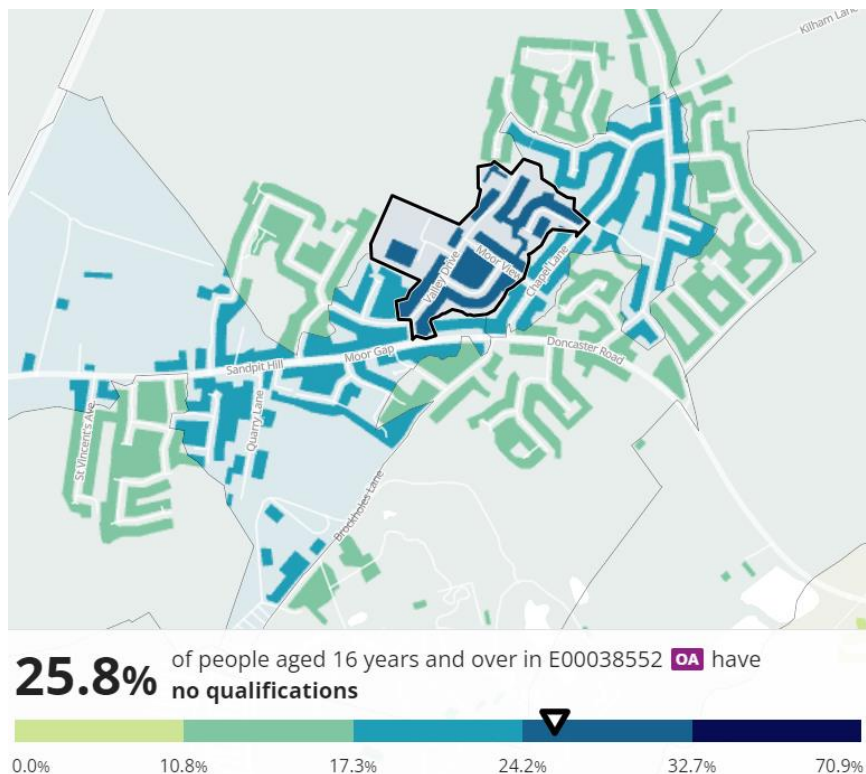 Kilham Lane
Moor View
Valley Drive
Chapel Lane
Doncaster Road
Moor Gap
Sandpit Hill
St Vincent's Ave
Quarry Lane
Brockholes Lane
25.8% of people aged 16 years and over in E00038552 OA have
no qualifications
0.0% 10.8% 17.3% 24.2% 32.7% 70.9%